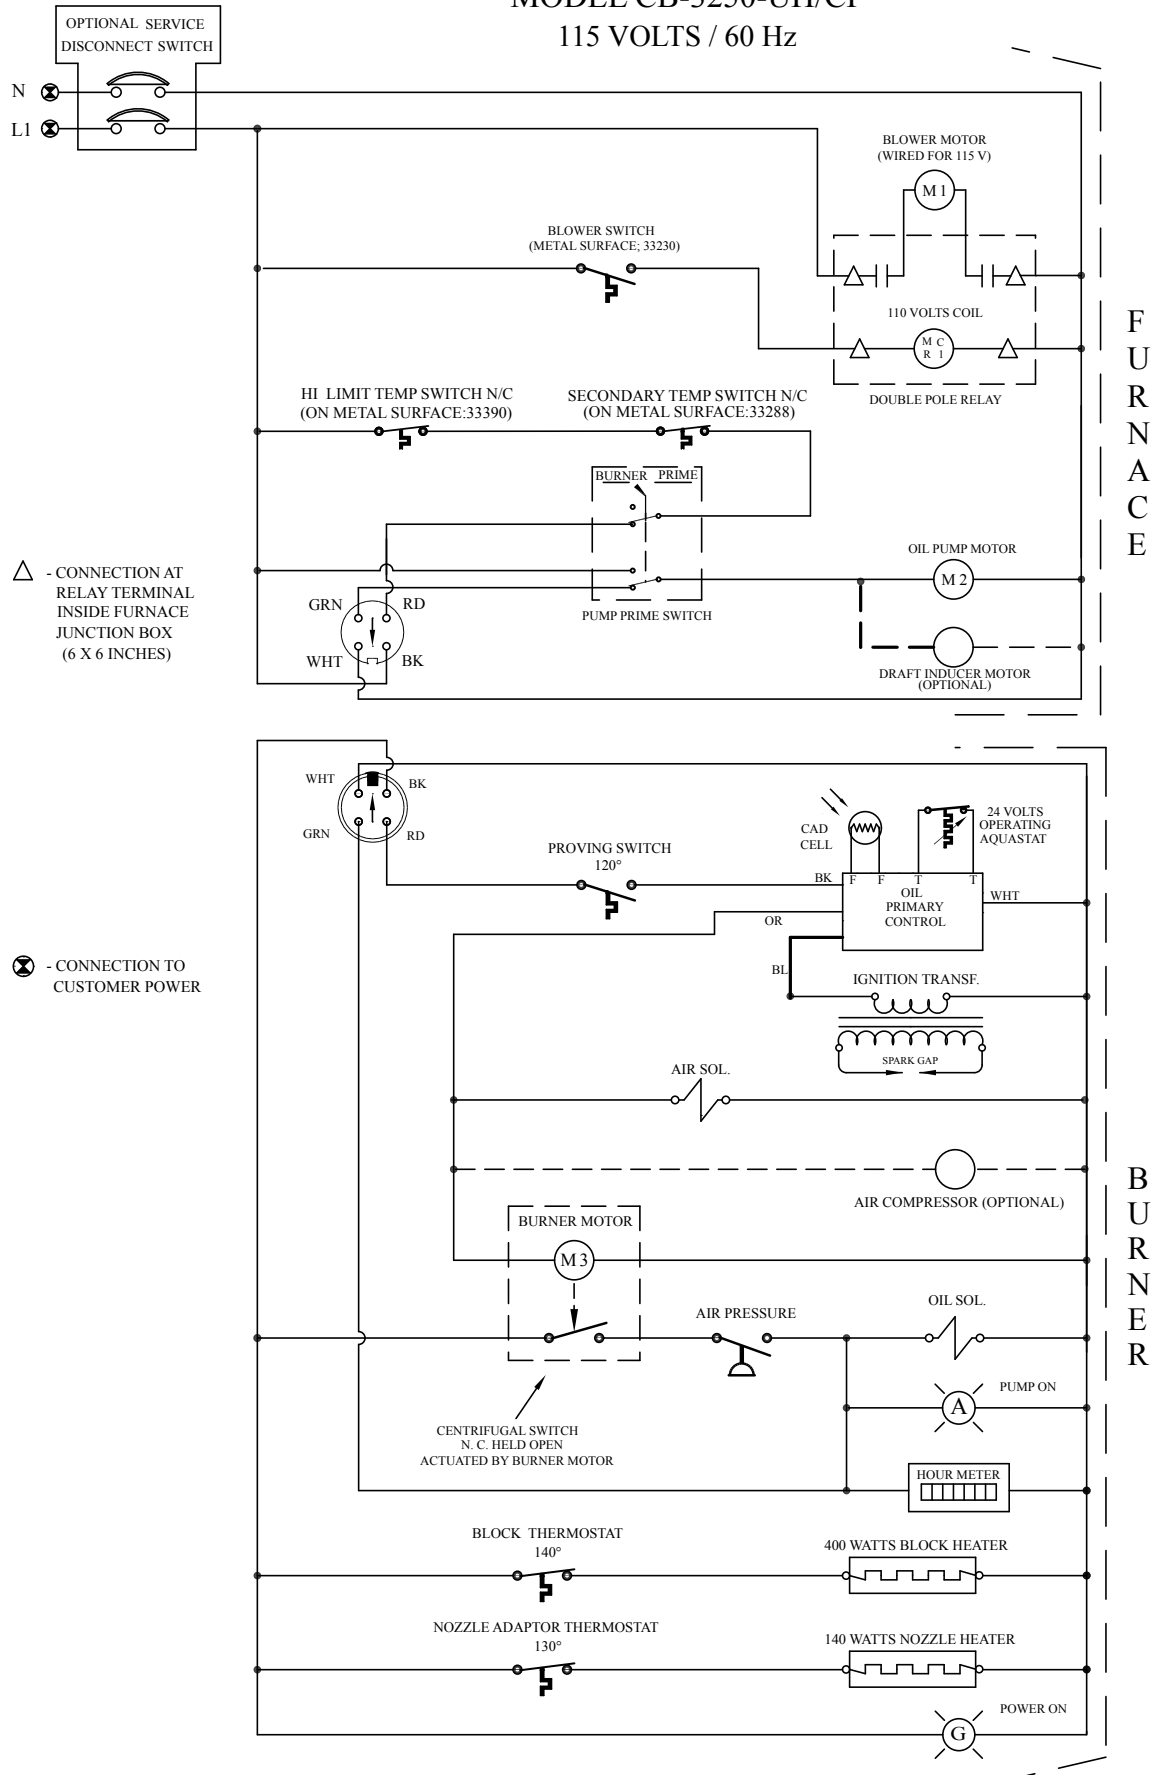 MODEL CB-3250-UH/CF
115 VOLTS / 60 Hz
OPTIONAL SERVICE
DISCONNECT SWITCH
N
L1
BLOWER MOTOR
(WIRED FOR 115 V)
M 1
BLOWER SWITCH
(METAL SURFACE; 33230)
110 VOLTS COIL
M C
R 1
DOUBLE POLE RELAY
HI LIMIT TEMP SWITCH N/C
(ON METAL SURFACE:33390)
SECONDARY TEMP SWITCH N/C
(ON METAL SURFACE:33288)
BURNER PRIME
PUMP PRIME SWITCH
OIL PUMP MOTOR
M 2
DRAFT INDUCER MOTOR
(OPTIONAL)
- CONNECTION AT
RELAY TERMINAL
INSIDE FURNACE
JUNCTION BOX
(6 X 6 INCHES)
GRN
RD
WHT
BK
F
U
R
N
A
C
E
WHT
BK
GRN
RD
PROVING SWITCH
120°
CAD
CELL
24 VOLTS
OPERATING
AQUASTAT
BK
F F T T
OIL
PRIMARY
CONTROL
WHT
OR
BL
IGNITION TRANSF.
SPARK GAP
- CONNECTION TO
CUSTOMER POWER
AIR SOL.
AIR COMPRESSOR (OPTIONAL)
BURNER MOTOR
M 3
AIR PRESSURE
OIL SOL.
PUMP ON
A
CENTRIFUGAL SWITCH
N. C. HELD OPEN
ACTUATED BY BURNER MOTOR
HOUR METER
BLOCK THERMOSTAT
140°
400 WATTS BLOCK HEATER
NOZZLE ADAPTOR THERMOSTAT
130°
140 WATTS NOZZLE HEATER
POWER ON
G
B
U
R
N
E
R